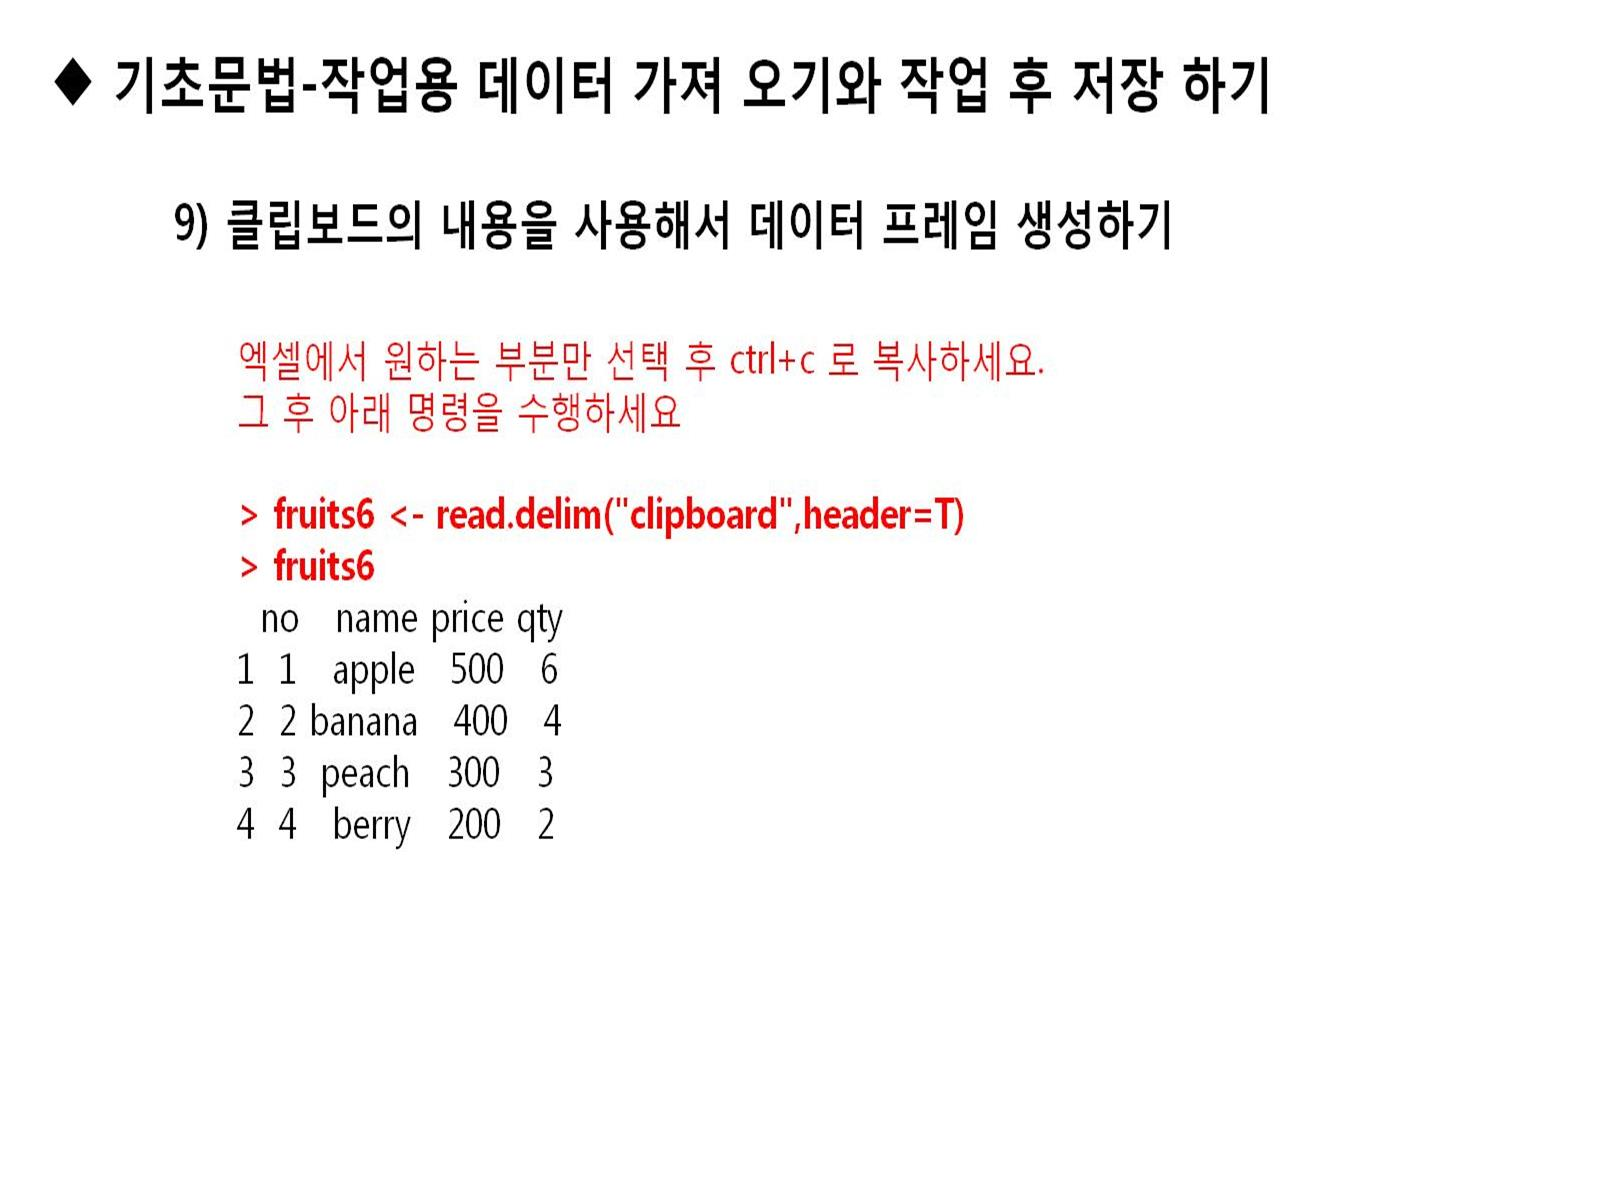 ◆ 기초문법-작업용 데이터 가져 오기와 작업 후 저장 하기
9) 클립보드의 내용을 사용해서 데이터 프레임 생성하기
엑셀에서 원하는 부분만 선택 후 ctrl+c 로 복사하세요.
그 후 아래 명령을 수행하세요
> fruits6 <- read.delim("clipboard",header=T)
> fruits6
no name price qty
1 1 apple 500 6
2 2 banana 400 4
3 3 peach 300 3
4 4 berry 200 2